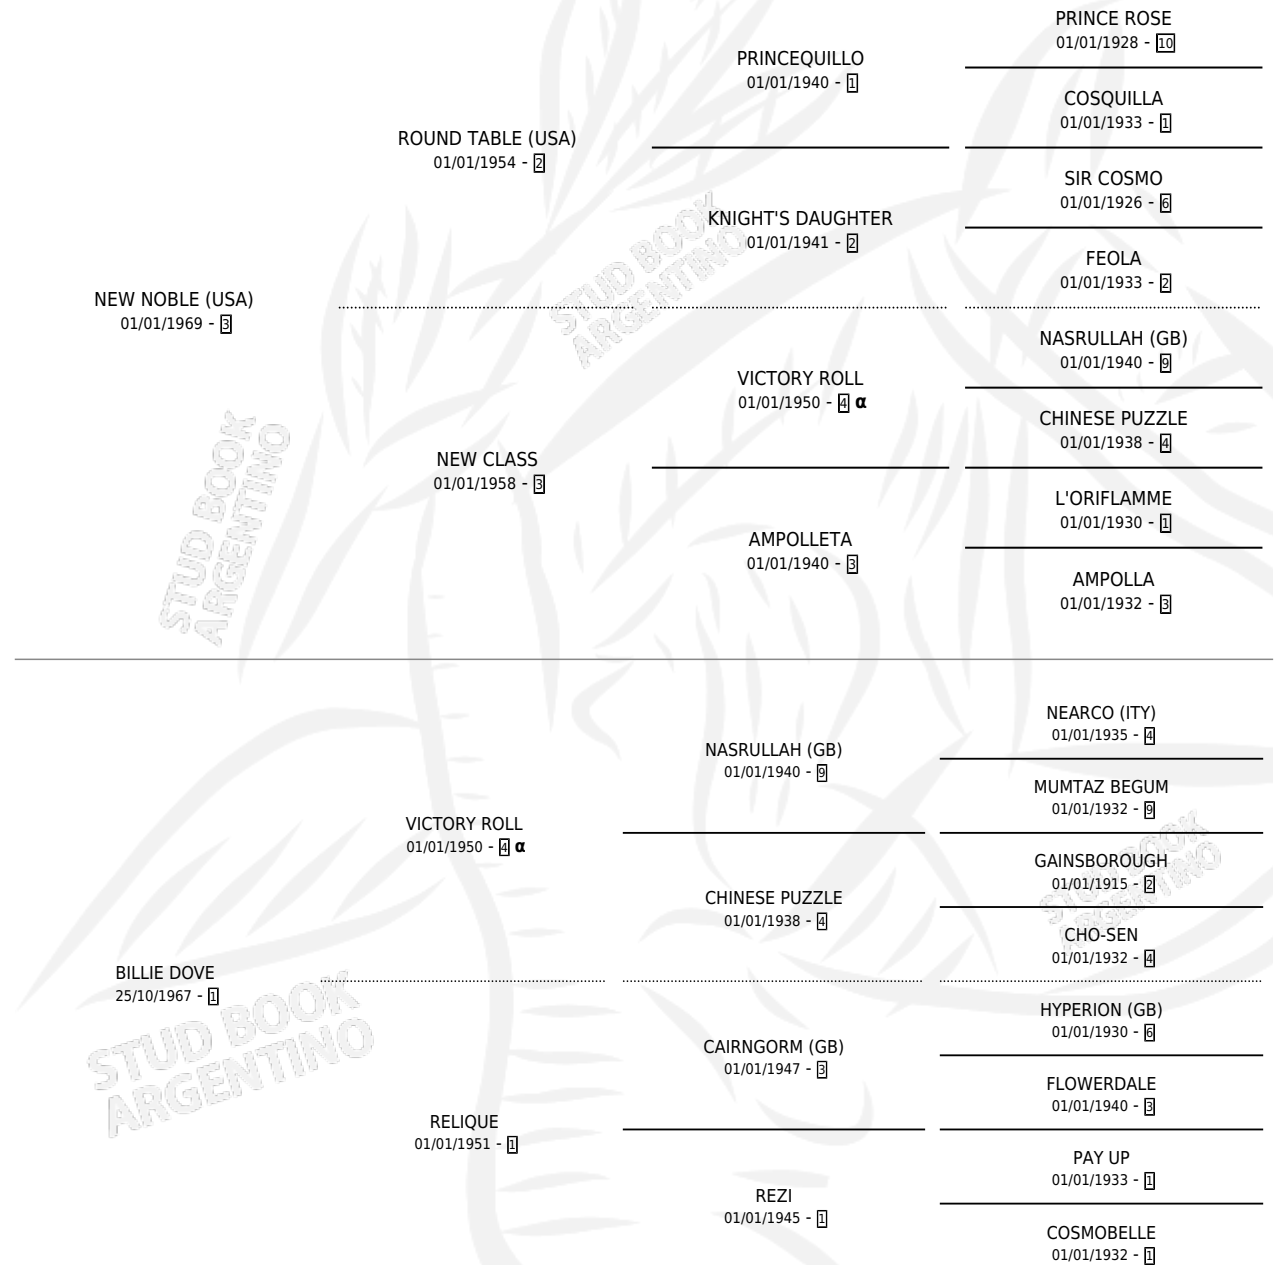 PRINCE ROSE
01/01/1928 - 10
PRINCEQUILLO
01/01/1940 - 1
COSQUILLA
01/01/1933 - 1
ROUND TABLE (USA)
01/01/1954 - 2
SIR COSMO
01/01/1926 - 6
KNIGHT'S DAUGHTER
01/01/1941 - 2
FEOLA
01/01/1933 - 2
NEW NOBLE (USA)
01/01/1969 - 3
NASRULLAH (GB)
01/01/1940 - 9
VICTORY ROLL
01/01/1950 - 4 α
CHINESE PUZZLE
01/01/1938 - 4
NEW CLASS
01/01/1958 - 3
L'ORIFLAMME
01/01/1930 - 1
AMPOLLETA
01/01/1940 - 3
AMPOLLA
01/01/1932 - 3
NEARCO (ITY)
01/01/1935 - 4
NASRULLAH (GB)
01/01/1940 - 9
MUMTAZ BEGUM
01/01/1932 - 9
VICTORY ROLL
01/01/1950 - 4 α
GAINSBOROUGH
01/01/1915 - 2
CHINESE PUZZLE
01/01/1938 - 4
CHO-SEN
01/01/1932 - 4
BILLIE DOVE
25/10/1967 - 1
HYPERION (GB)
01/01/1930 - 6
CAIRNGORM (GB)
01/01/1947 - 3
FLOWERDALE
01/01/1940 - 3
RELIQUE
01/01/1951 - 1
PAY UP
01/01/1933 - 1
REZI
01/01/1945 - 1
COSMOBELLE
01/01/1932 - 1
STUD BOOK
ARGENTINO
STUD BOOK
ARGENTINO
STUD BOOK
ARGENTINO
STUD BOOK
ARGENTINO